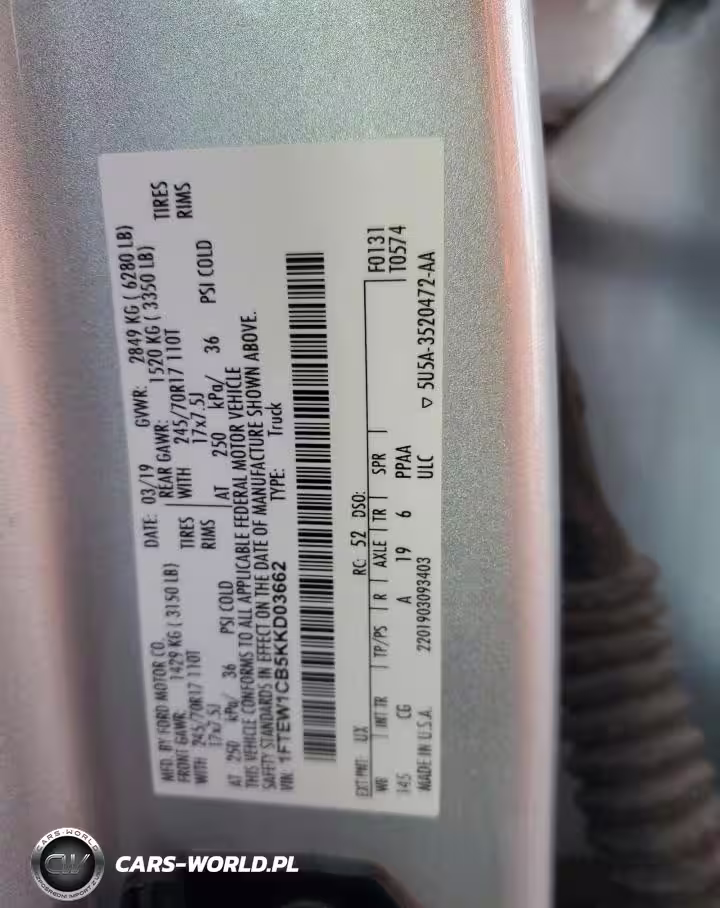 MFD. BY FORD MOTOR CO.
DATE: 03/19 GVWR: 2849 KG ( 6280 LB)
FRONT GAWR: 1429 KG ( 3150 LB) REAR GAWR: 1520 KG ( 3350 LB)
WITH 245/70R17 110T TIRES WITH 245/70R17 110T TIRES
17x7.5J RIMS 17x7.5J RIMS
AT 250 kPa/ 36 PSI COLD AT 250 kPa/ 36 PSI COLD
THIS VEHICLE CONFORMS TO ALL APPLICABLE FEDERAL MOTOR VEHICLE
SAFETY STANDARDS IN EFFECT ON THE DATE OF MANUFACTURE SHOWN ABOVE.
VIN: 1FTEW1CB5KKD03662 TYPE: Truck
EXT PNT: UX RC: 52 DSO: F0131
WB INT TR TP/PS R AXLE TR SPR T0574
145 CG A 19 6 PPAA
MADE IN U.S.A. 2201903093403 ULC ▽ 5U5A-3520472-AA
CARS-WORLD
CW
CARS-WORLD.PL